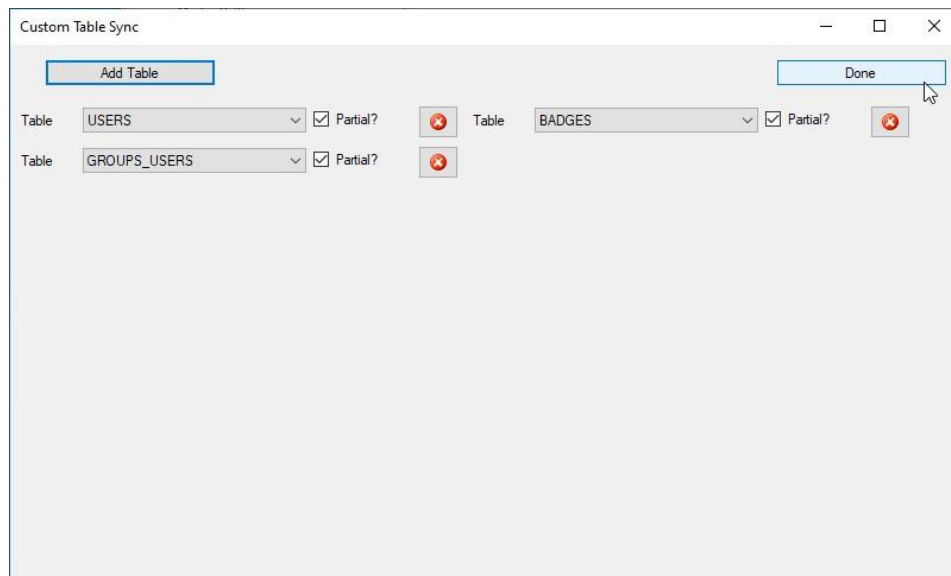 Custom Table Sync
Add Table Done
Table USERS Partial? Table BADGES Partial?
Table GROUPS_USERS Partial?